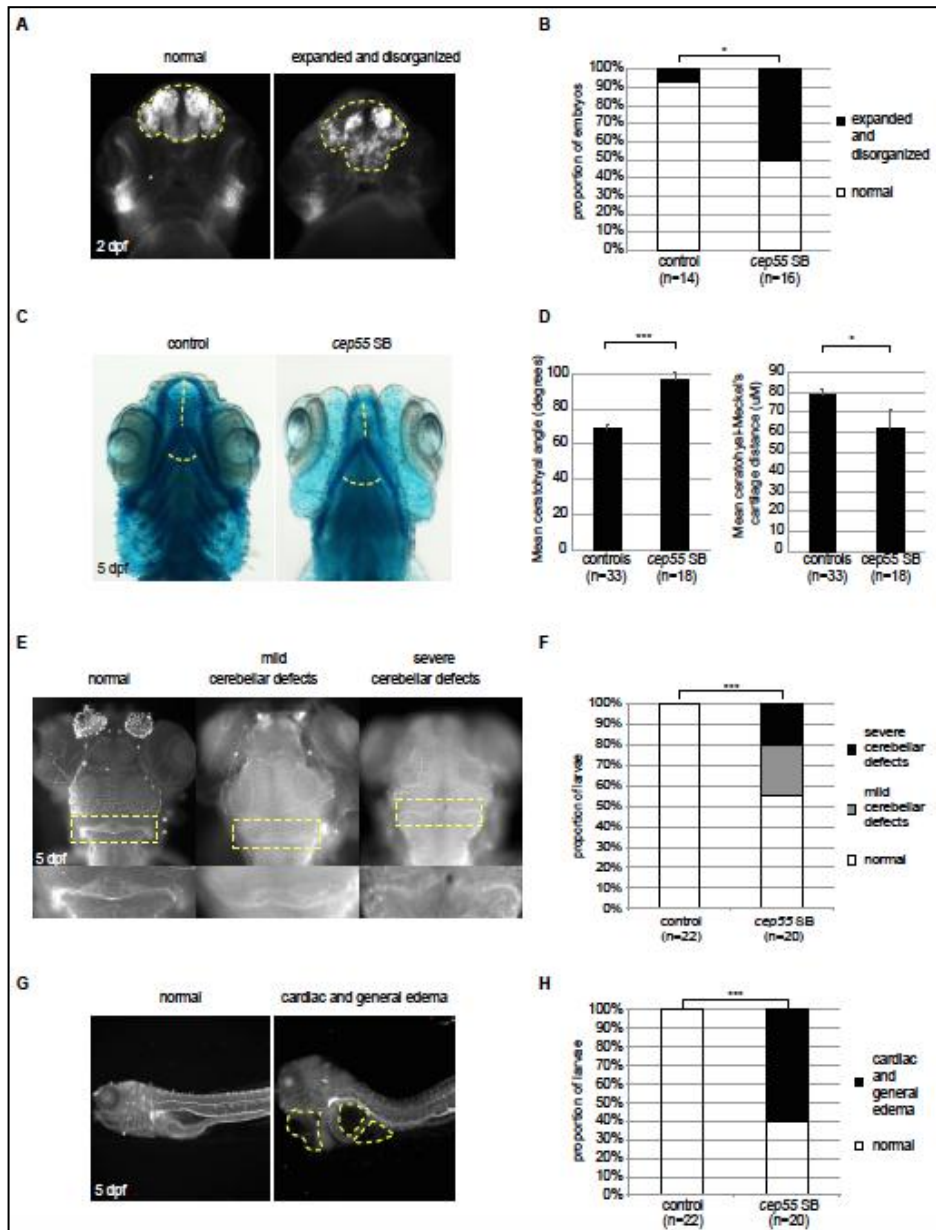 A
normal
expanded and disorganized
2 dpf
B
*
100%
90%
80%
70%
60%
50%
40%
30%
20%
10%
0%
proportion of embryos
control
(n=14)
cep55 SB
(n=16)
expanded
and
disorganized
normal
C
control
cep55 SB
5 dpf
D
***
100
80
60
40
20
0
Mean ceratohyal angle (degrees)
controls
(n=33)
cep55 SB
(n=18)
*
90
80
70
60
50
40
30
20
10
0
Mean ceratohyal-Meckel's
cartilage distance (uM)
controls
(n=33)
cep55 SB
(n=18)
E
normal
mild
cerebellar defects
severe
cerebellar defects
5 dpf
F
***
100%
90%
80%
70%
60%
50%
40%
30%
20%
10%
0%
proportion of larvae
control
(n=22)
cep55 SB
(n=20)
severe
cerebellar
defects
mild
cerebellar
defects
normal
G
normal
cardiac and general edema
5 dpf
H
***
100%
90%
80%
70%
60%
50%
40%
30%
20%
10%
0%
proportion of larvae
control
(n=22)
cep55 SB
(n=20)
cardiac
and
general
edema
normal